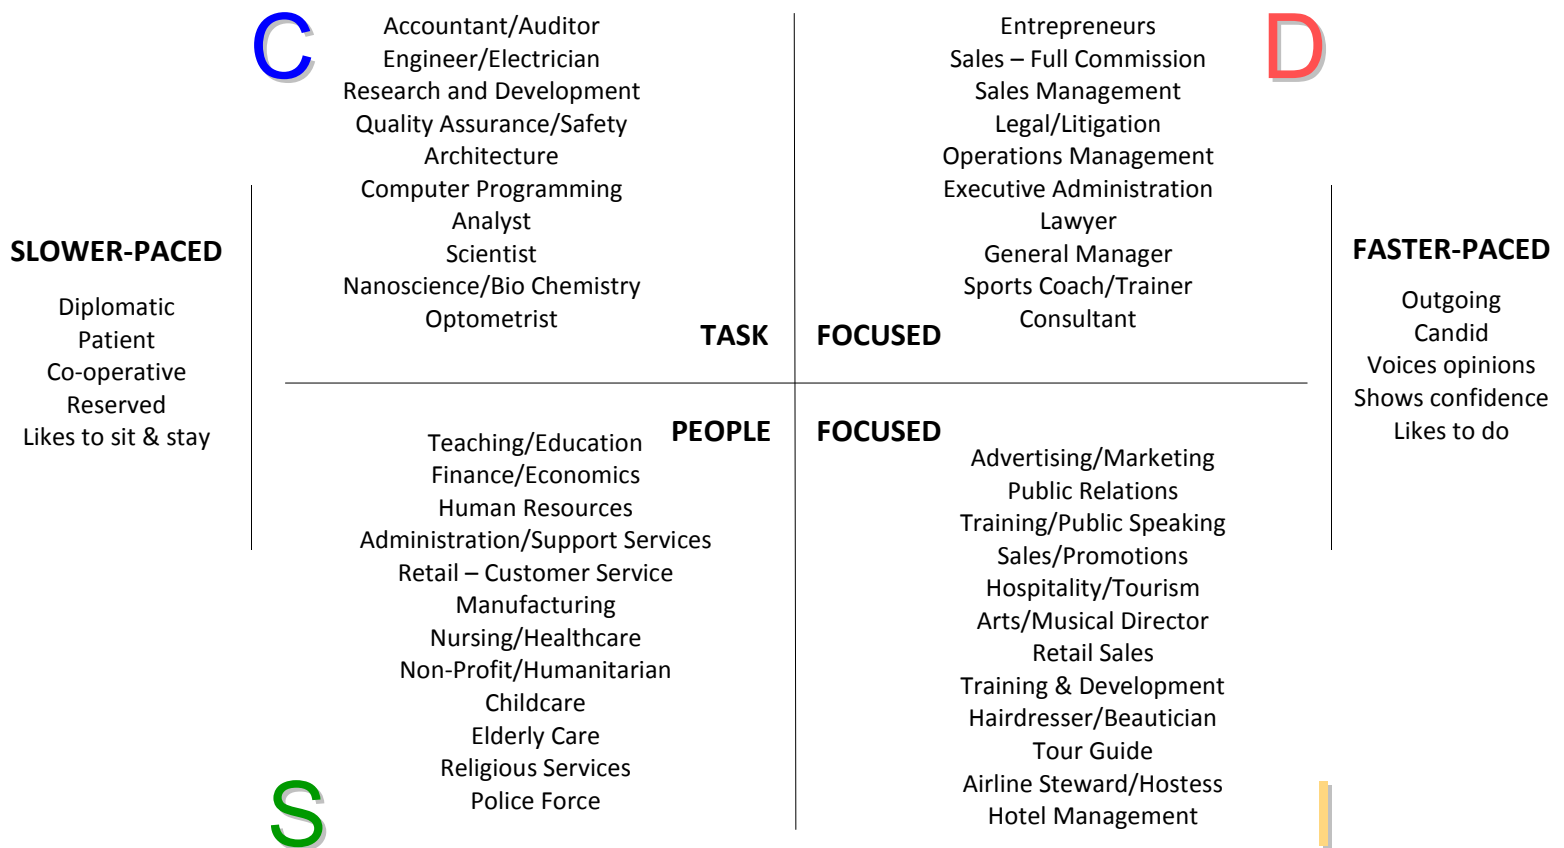 C
Accountant/Auditor
Engineer/Electrician
Research and Development
Quality Assurance/Safety
Architecture
Computer Programming
Analyst
Scientist
Nanoscience/Bio Chemistry
Optometrist
D
Entrepreneurs
Sales – Full Commission
Sales Management
Legal/Litigation
Operations Management
Executive Administration
Lawyer
General Manager
Sports Coach/Trainer
Consultant
SLOWER-PACED
Diplomatic
Patient
Co-operative
Reserved
Likes to sit & stay
FASTER-PACED
Outgoing
Candid
Voices opinions
Shows confidence
Likes to do
TASK FOCUSED
PEOPLE FOCUSED
Teaching/Education
Finance/Economics
Human Resources
Administration/Support Services
Retail – Customer Service
Manufacturing
Nursing/Healthcare
Non-Profit/Humanitarian
Childcare
Elderly Care
Religious Services
Police Force
S
Advertising/Marketing
Public Relations
Training/Public Speaking
Sales/Promotions
Hospitality/Tourism
Arts/Musical Director
Retail Sales
Training & Development
Hairdresser/Beautician
Tour Guide
Airline Steward/Hostess
Hotel Management
I